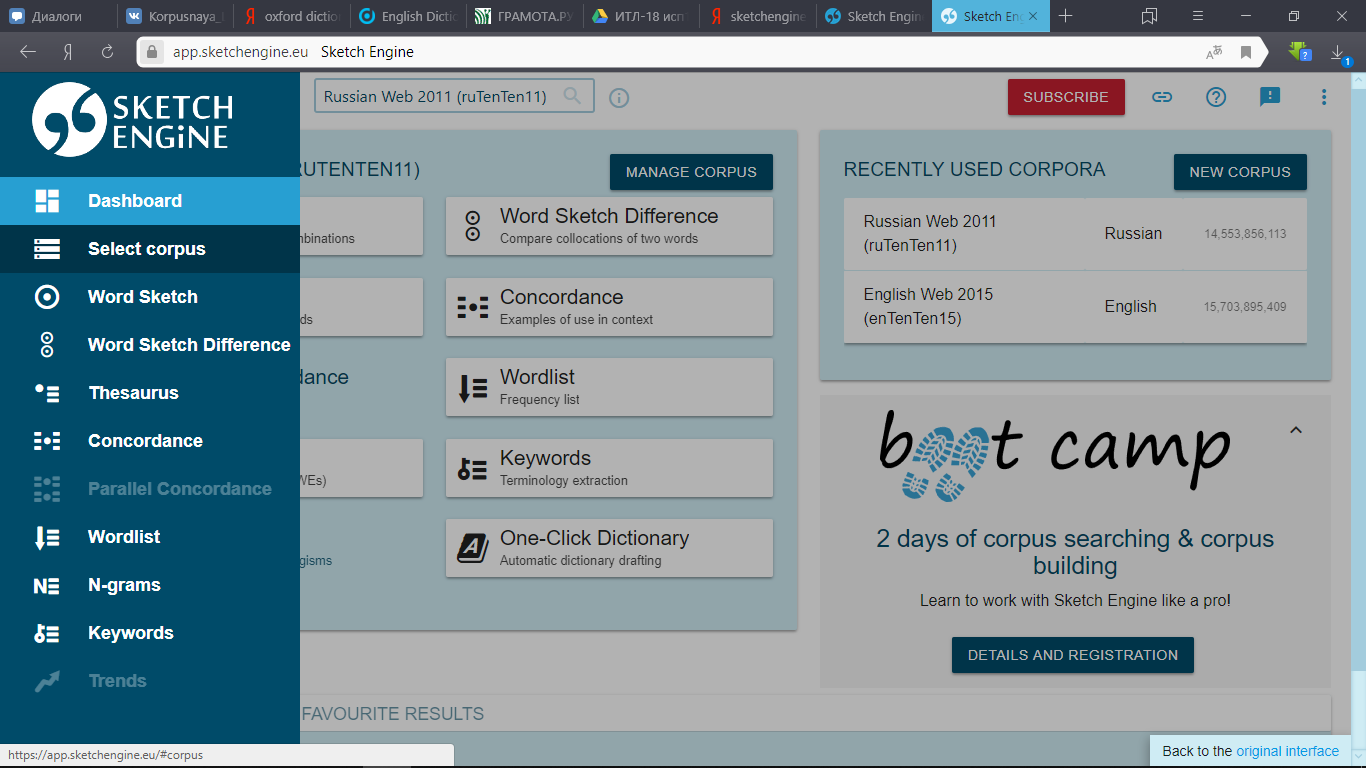 Диалоги
Korpusnaya_
oxford dictio
English Dictio
ГРАМОТА.РУ
ИТЛ-18 исп
sketchengine
Sketch Engin
Sketch Eng
app.sketchengine.eu Sketch Engine
1
SKETCH
ENGiNE
Russian Web 2011 (ruTenTen11)
SUBSCRIBE
Dashboard
Select corpus
Word Sketch
Word Sketch Difference
Thesaurus
Concordance
Parallel Concordance
Wordlist
N-grams
Keywords
Trends
RUTENTEN11)
MANAGE CORPUS
Word Sketch Difference
Compare collocations of two words
Concordance
Examples of use in context
Wordlist
Frequency list
Keywords
Terminology extraction
One-Click Dictionary
Automatic dictionary drafting
RECENTLY USED CORPORA
NEW CORPUS
Russian Web 2011
(ruTenTen11)
Russian
14,553,856,113
English Web 2015
(enTenTen15)
English
15,703,895,409
boot camp
2 days of corpus searching & corpus
building
Learn to work with Sketch Engine like a pro!
DETAILS AND REGISTRATION
FAVOURITE RESULTS
https://app.sketchengine.eu/#corpus
Back to the original interface